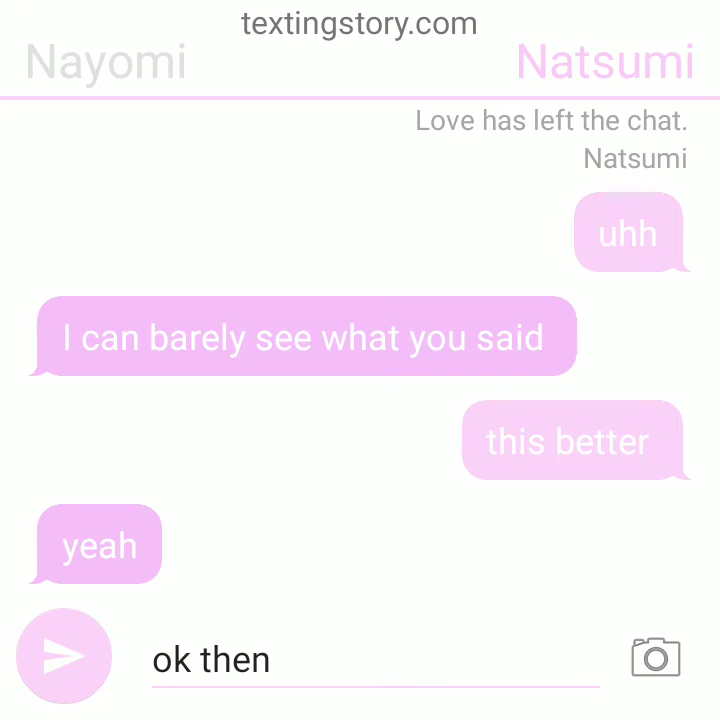 textingstory.com
Nayomi Natsumi
Love has left the chat.
Natsumi
uhh
I can barely see what you said
this better
yeah
ok then